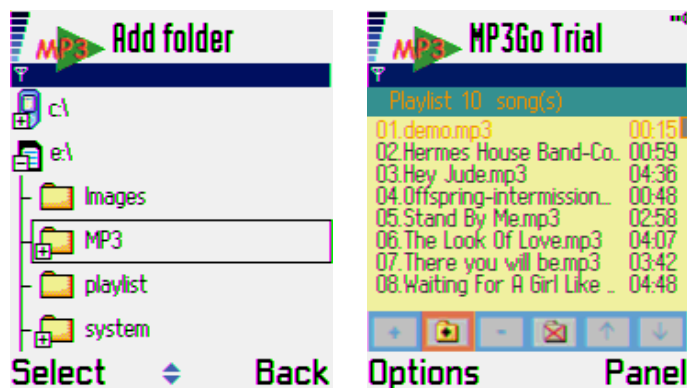 MP3 Add folder
c:\
e:\
Images
MP3
playlist
system
Select Back
MP3 MP3Go Trial
Playlist 10 song(s)
01.demo.mp3 00:15
02.Hermes House Band-Co.. 00:59
03.Hey Jude.mp3 04:36
04.Offspring-intermission... 00:48
05.Stand By Me.mp3 02:58
06.The Look Of Love.mp3 04:07
07.There you will be.mp3 03:42
08.Waiting For A Girl Like .. 04:48
Options Panel